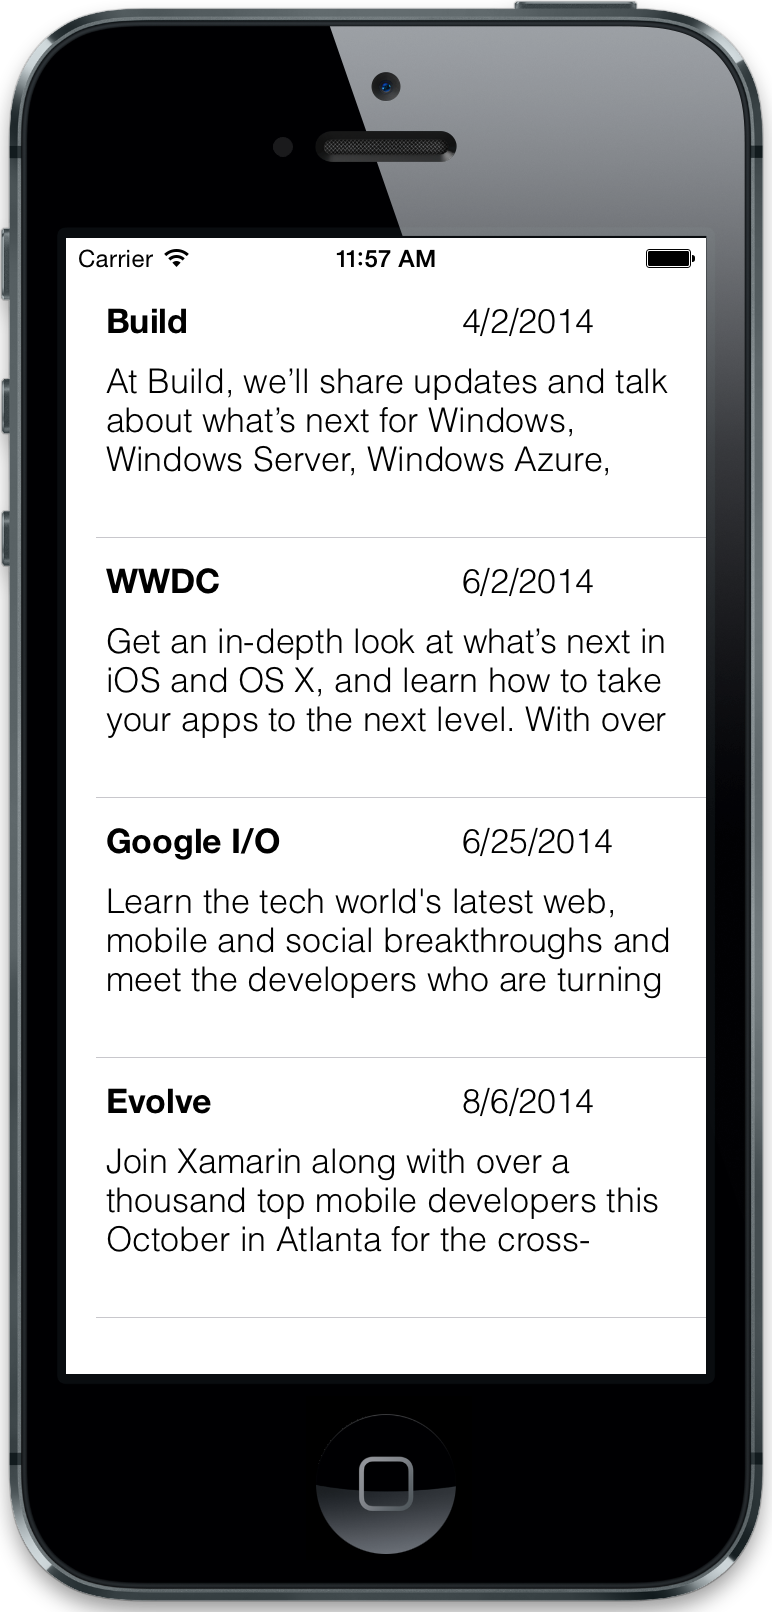 Carrier 11:57 AM
Build 4/2/2014
At Build, we’ll share updates and talk
about what’s next for Windows,
Windows Server, Windows Azure,
WWDC 6/2/2014
Get an in-depth look at what’s next in
iOS and OS X, and learn how to take
your apps to the next level. With over
Google I/O 6/25/2014
Learn the tech world's latest web,
mobile and social breakthroughs and
meet the developers who are turning
Evolve 8/6/2014
Join Xamarin along with over a
thousand top mobile developers this
October in Atlanta for the cross-